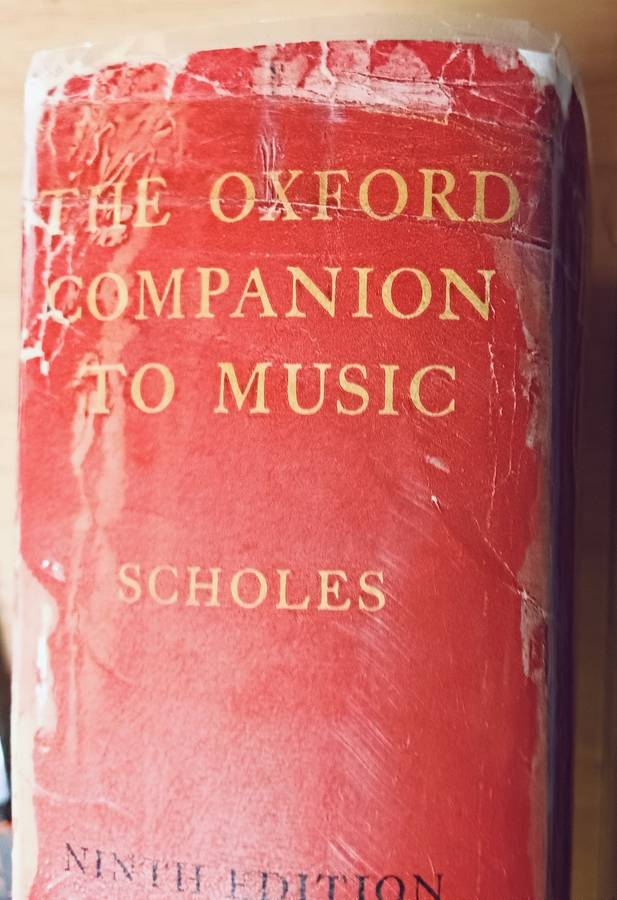 THE OXFORD
COMPANION
TO MUSIC
SCHOLES
NINTH EDITION